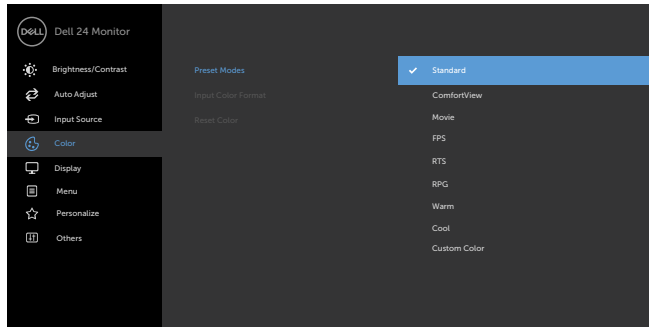 DELL
Dell 24 Monitor
Brightness/Contrast
Auto Adjust
Input Source
Color
Display
Menu
Personalize
Others
Preset Modes
Input Color Format
Reset Color
Standard
ComfortView
Movie
FPS
RTS
RPG
Warm
Cool
Custom Color